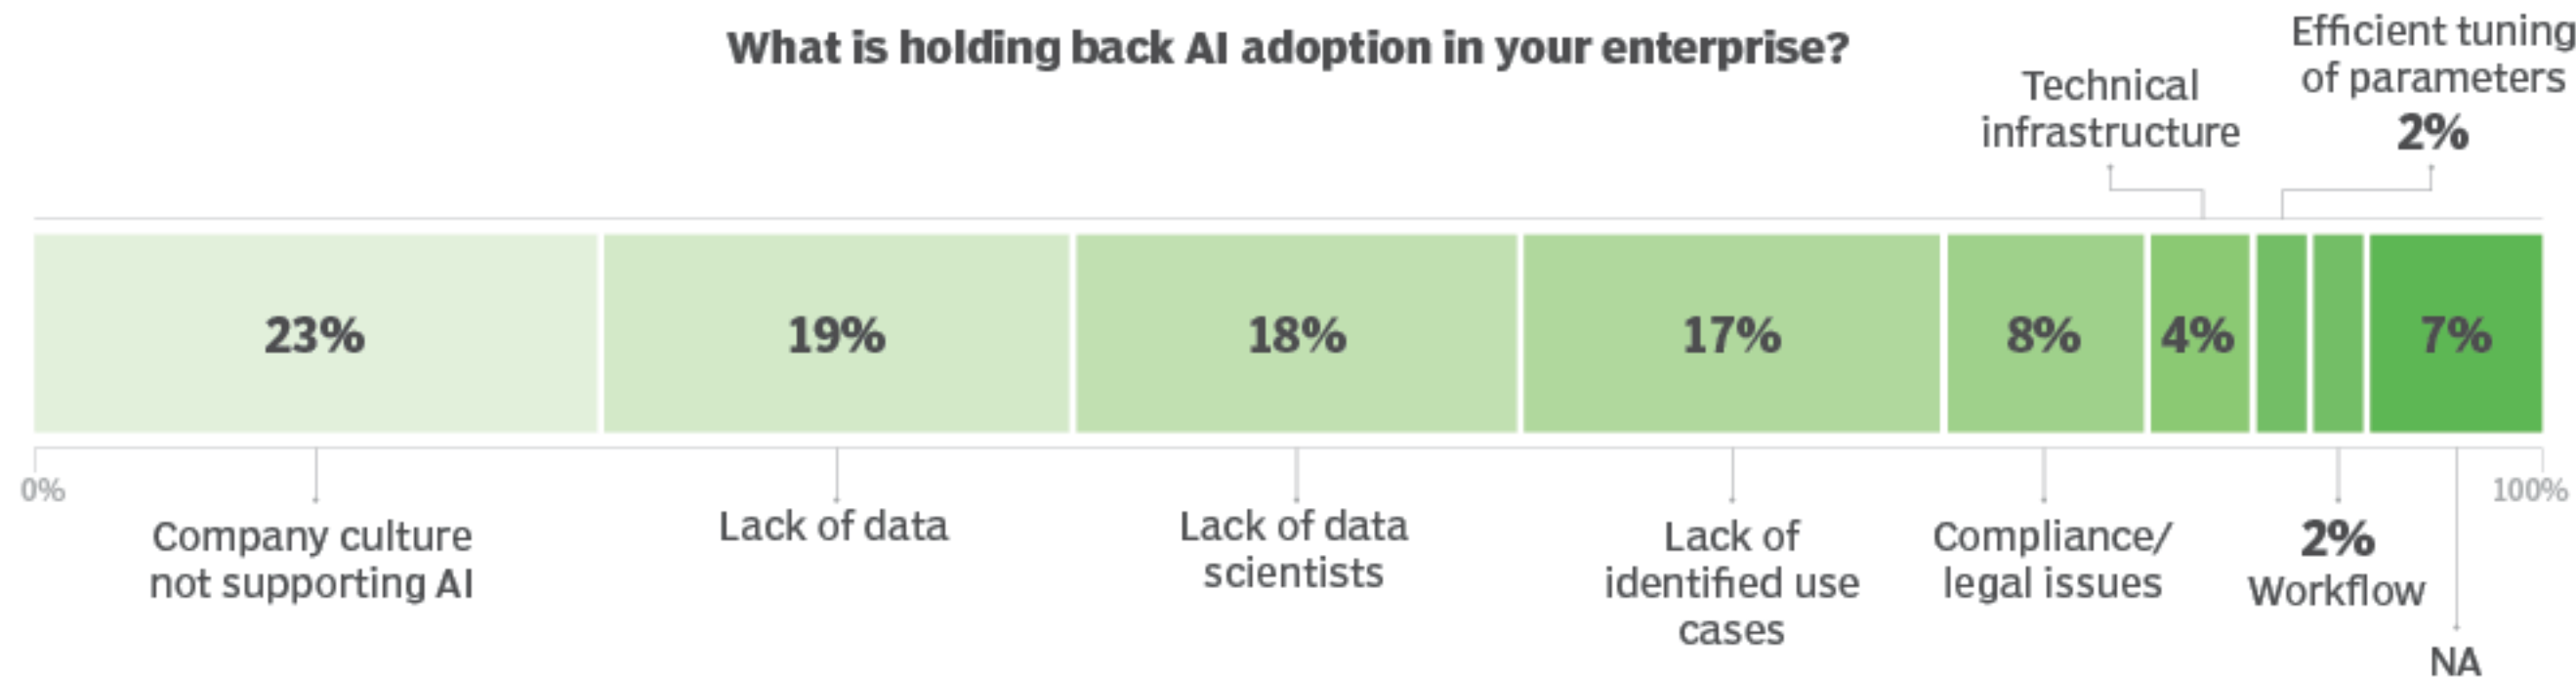 What is holding back AI adoption in your enterprise?
Technical
infrastructure
Efficient tuning
of parameters
2%
23%
19%
18%
17%
8%
4%
7%
0%
100%
Company culture
not supporting AI
Lack of data
Lack of data
scientists
Lack of
identified use
cases
Compliance/
legal issues
2%
Workflow
NA